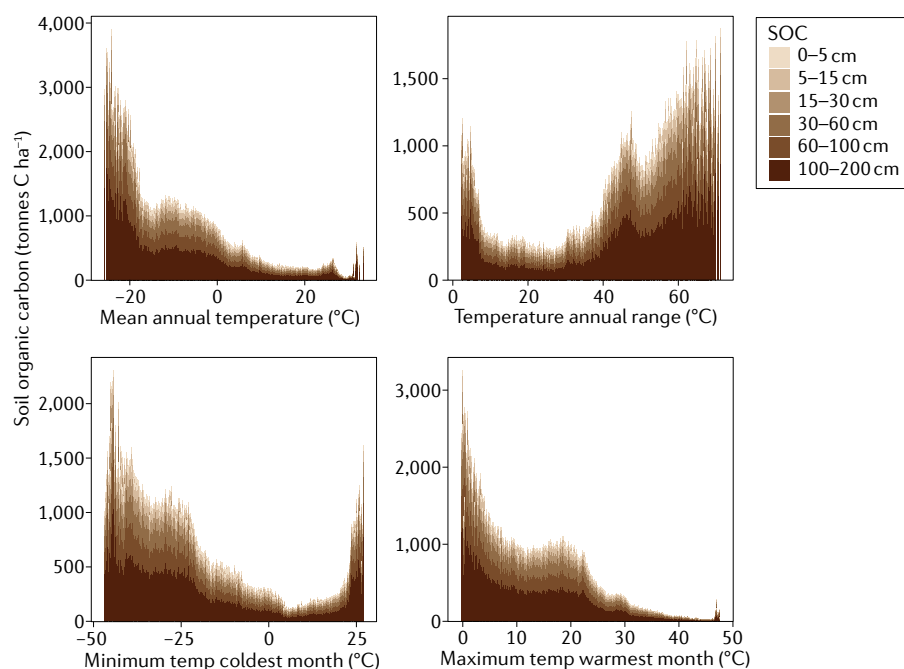 Soil organic carbon (tonnes C ha⁻¹)
4,000
3,000
2,000
1,000
0
−20
0
20
Mean annual temperature (°C)
1,500
1,000
500
0
0
20
40
60
Temperature annual range (°C)
SOC
0–5 cm
5–15 cm
15–30 cm
30–60 cm
60–100 cm
100–200 cm
2,000
1,500
1,000
500
0
−50
−25
0
25
Minimum temp coldest month (°C)
3,000
2,000
1,000
0
0
10
20
30
40
50
Maximum temp warmest month (°C)